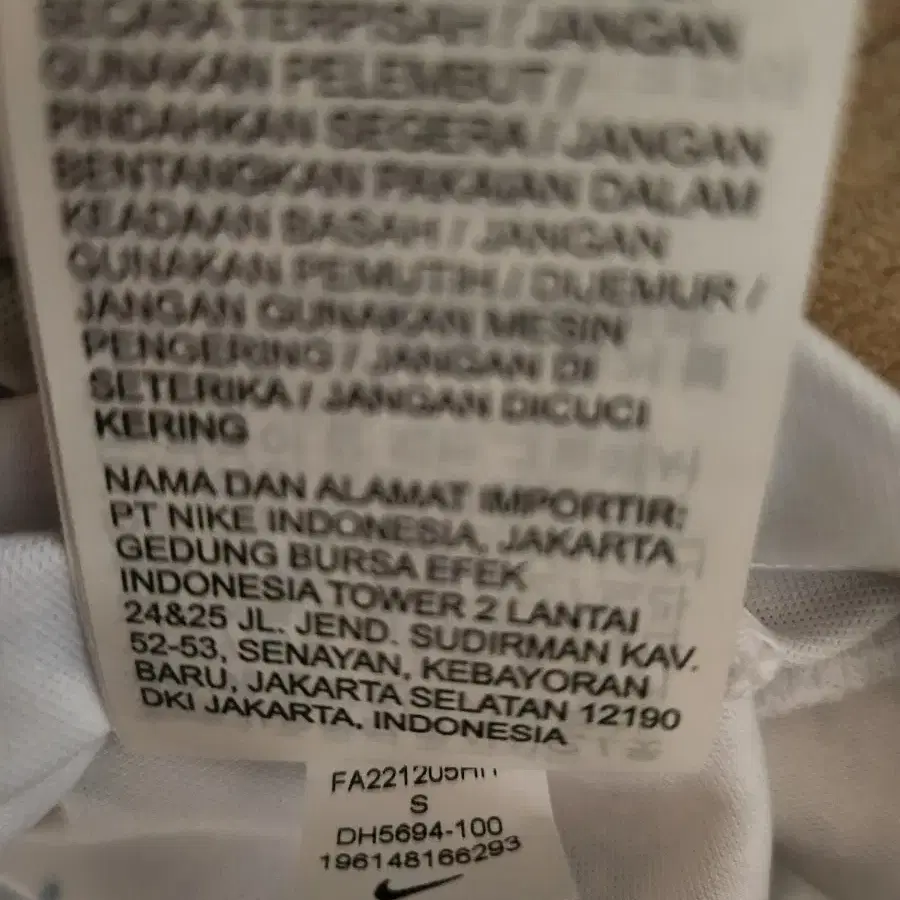 SECARA TERPISAH / JANGAN
GUNAKAN PELEMBUT /
PINDAHKAN SEGERA / JANGAN
BENTANGKAN PAKAIAN DALAM
KEADAAN BASAH / JANGAN
GUNAKAN PEMUTIH / DIJEMUR /
JANGAN GUNAKAN MESIN
PENGERING / JANGAN DI
SETERIKA / JANGAN DICUCI
KERING
NAMA DAN ALAMAT IMPORTIR:
PT NIKE INDONESIA, JAKARTA
GEDUNG BURSA EFEK
INDONESIA TOWER 2 LANTAI
24&25 JL. JEND. SUDIRMAN KAV.
52-53, SENAYAN, KEBAYORAN
BARU, JAKARTA SELATAN 12190
DKI JAKARTA, INDONESIA
S
DH5694-100
196148166293